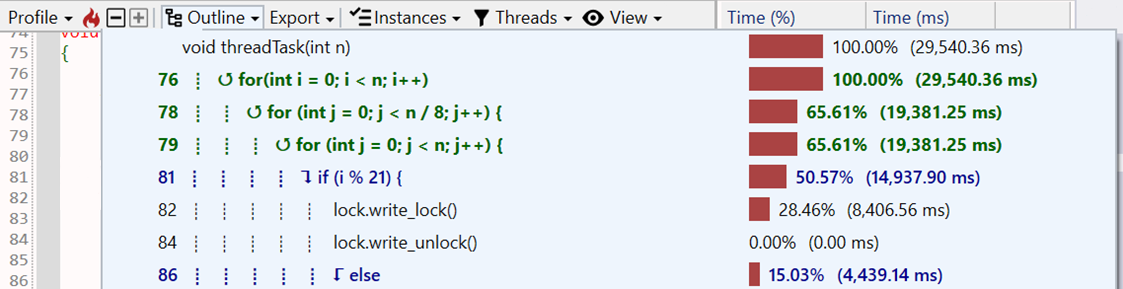 Profile Outline Export Instances Threads View Time (%) Time (ms)
74 void
75 {
76
77
78
79
80
81
82
83
84
85
86
void threadTask(int n) 100.00% (29,540.36 ms)
76 for(int i = 0; i < n; i++) 100.00% (29,540.36 ms)
78 for (int j = 0; j < n / 8; j++) { 65.61% (19,381.25 ms)
79 for (int j = 0; j < n; j++) { 65.61% (19,381.25 ms)
81 if (i % 21) { 50.57% (14,937.90 ms)
82 lock.write_lock() 28.46% (8,406.56 ms)
84 lock.write_unlock() 0.00% (0.00 ms)
86 else 15.03% (4,439.14 ms)